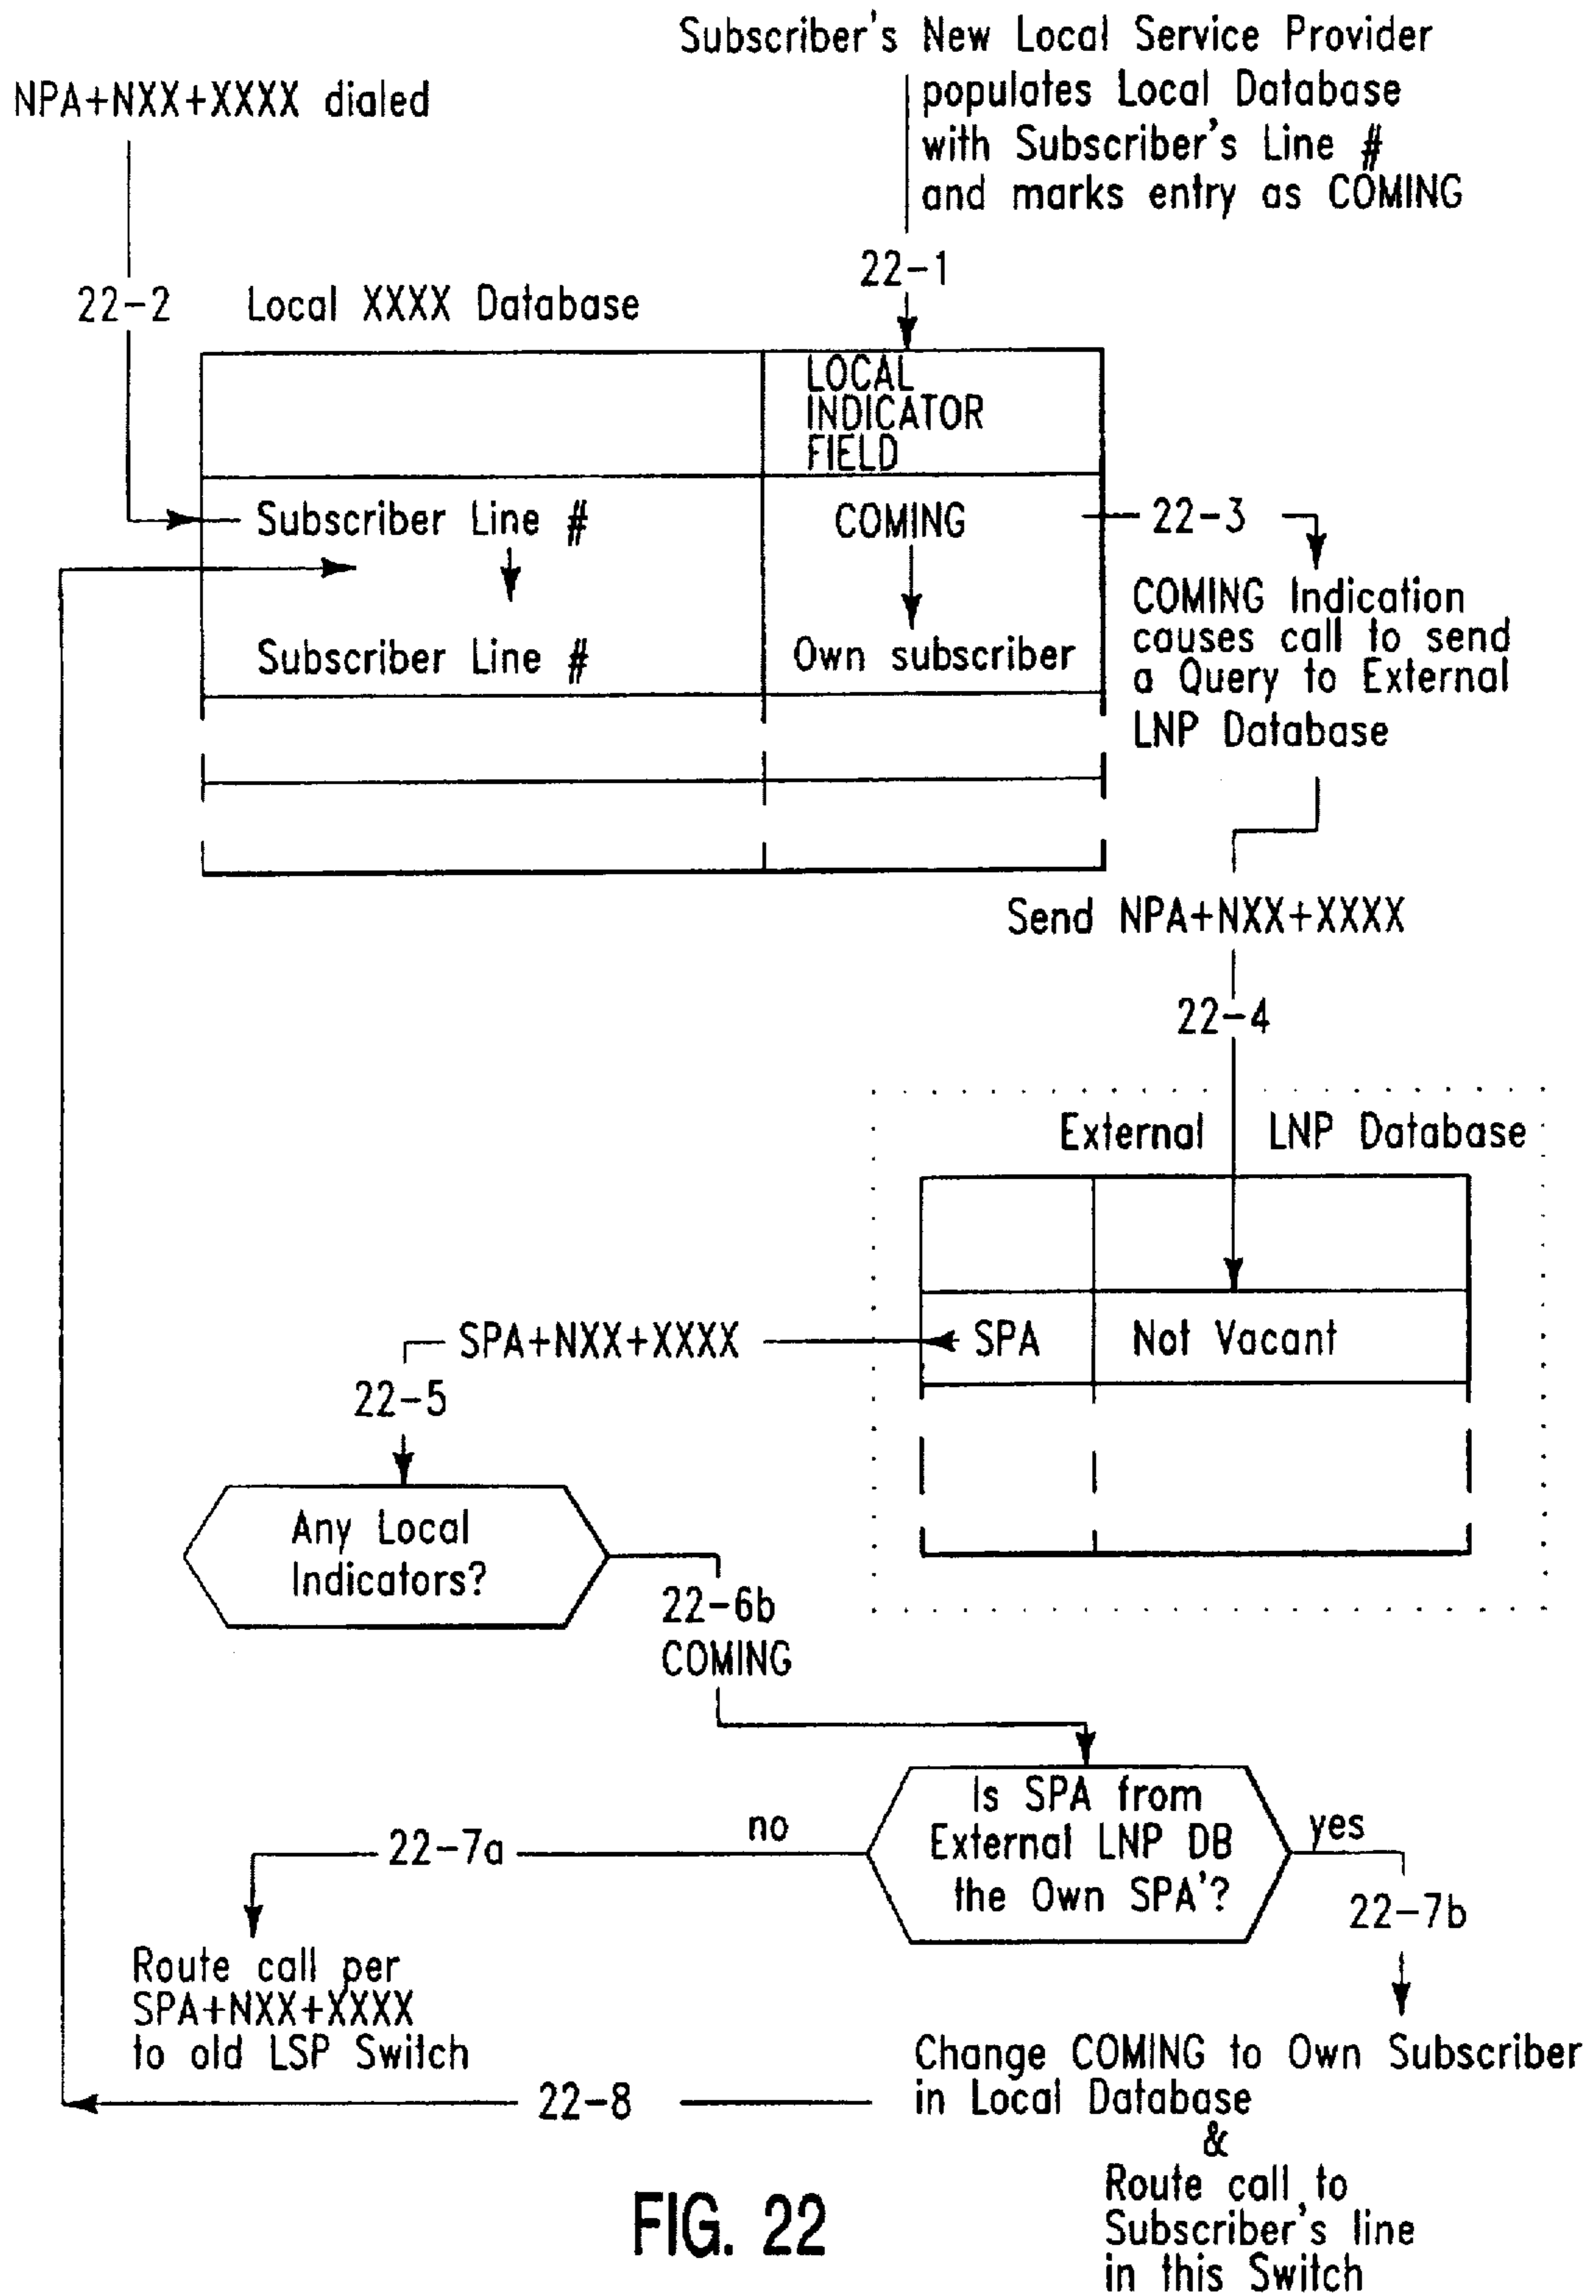 Subscriber's New Local Service Provider
populates Local Database
with Subscriber's Line #
and marks entry as COMING
NPA+NXX+XXXX dialed
22-1
22-2
Local XXXX Database
LOCAL
INDICATOR
FIELD
Subscriber Line #
COMING
22-3
Subscriber Line #
Own subscriber
COMING Indication
causes call to send
a Query to External
LNP Database
Send NPA+NXX+XXXX
22-4
External LNP Database
SPA+NXX+XXXX
SPA
Not Vacant
22-5
Any Local
Indicators?
22-6b
COMING
Is SPA from
External LNP DB
the Own SPA'?
no
yes
22-7a
22-7b
Route call per
SPA+NXX+XXXX
to old LSP Switch
Change COMING to Own Subscriber
in Local Database
&
Route call to
Subscriber's line
in this Switch
22-8
FIG. 22